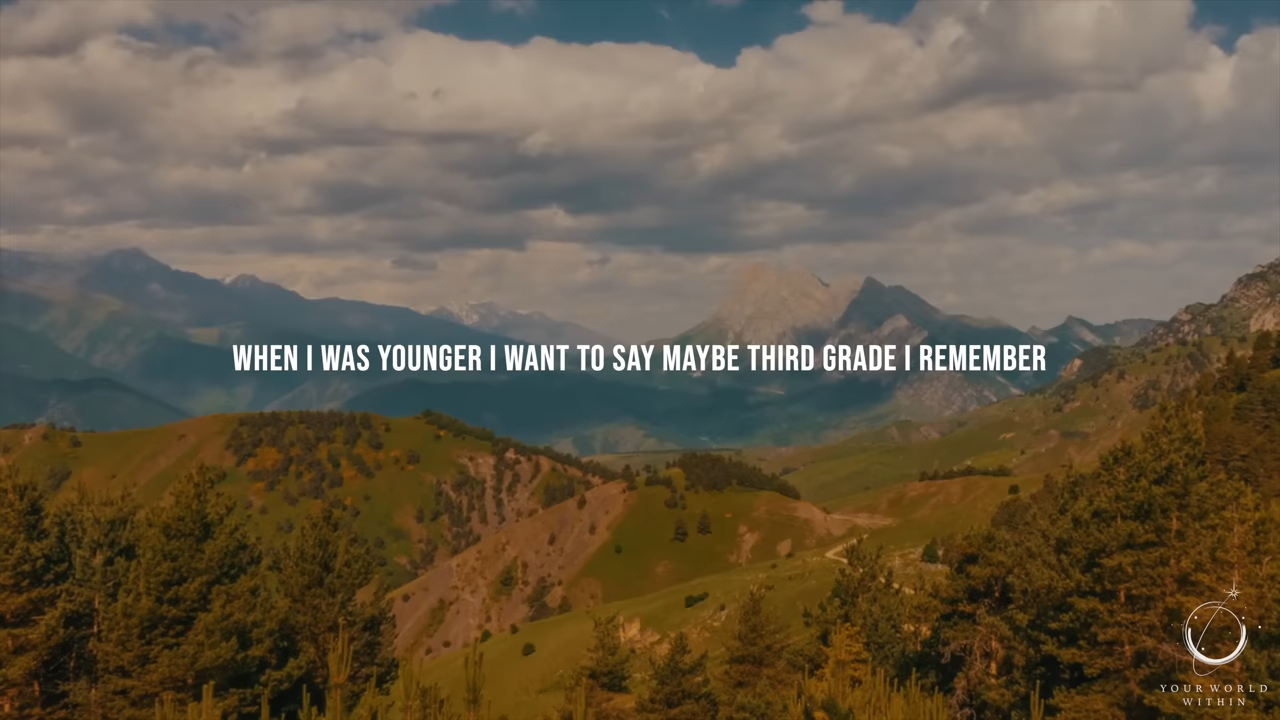 WHEN I WAS YOUNGER I WANT TO SAY MAYBE THIRD GRADE I REMEMBER
YOUR WORLD
WITHIN